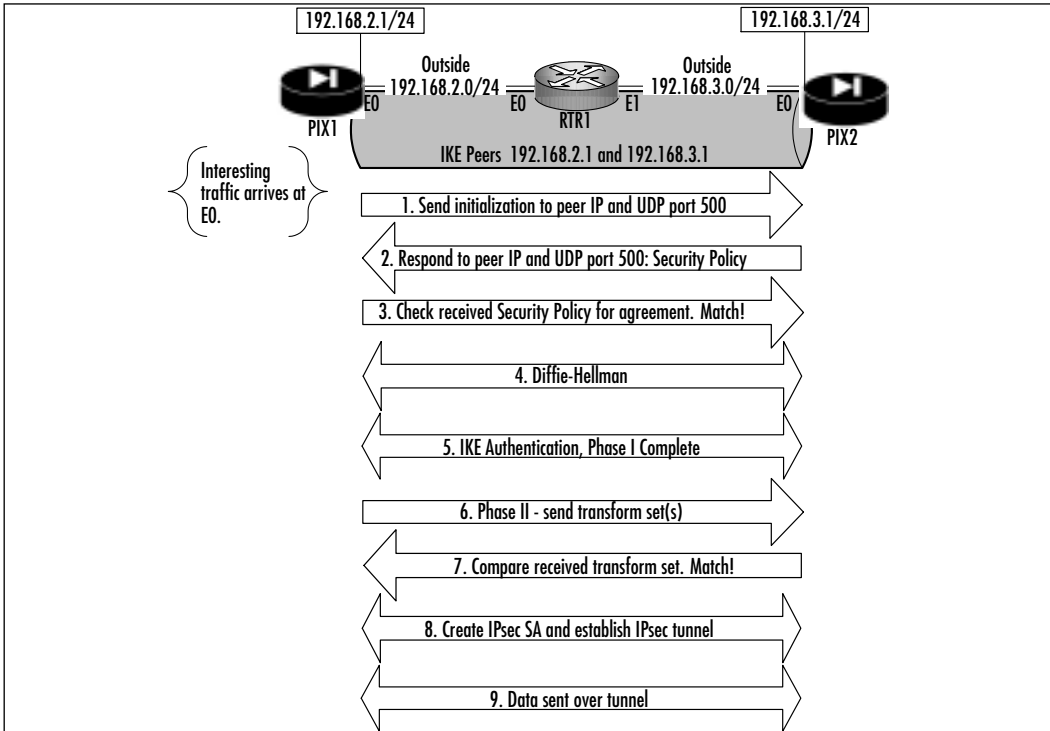 192.168.2.1/24
192.168.3.1/24
Outside
192.168.2.0/24
Outside
192.168.3.0/24
E0
E0
E1
E0
PIX1
RTR1
PIX2
IKE Peers 192.168.2.1 and 192.168.3.1
Interesting
traffic arrives at
E0.
1. Send initialization to peer IP and UDP port 500
2. Respond to peer IP and UDP port 500: Security Policy
3. Check received Security Policy for agreement. Match!
4. Diffie-Hellman
5. IKE Authentication, Phase I Complete
6. Phase II - send transform set(s)
7. Compare received transform set. Match!
8. Create IPsec SA and establish IPsec tunnel
9. Data sent over tunnel